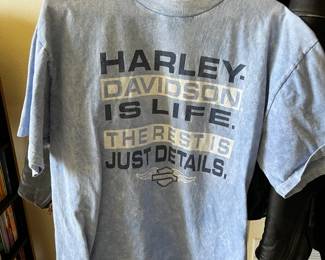 HARLEY-
DAVIDSON
IS LIFE.
THE REST IS
JUST DETAILS.